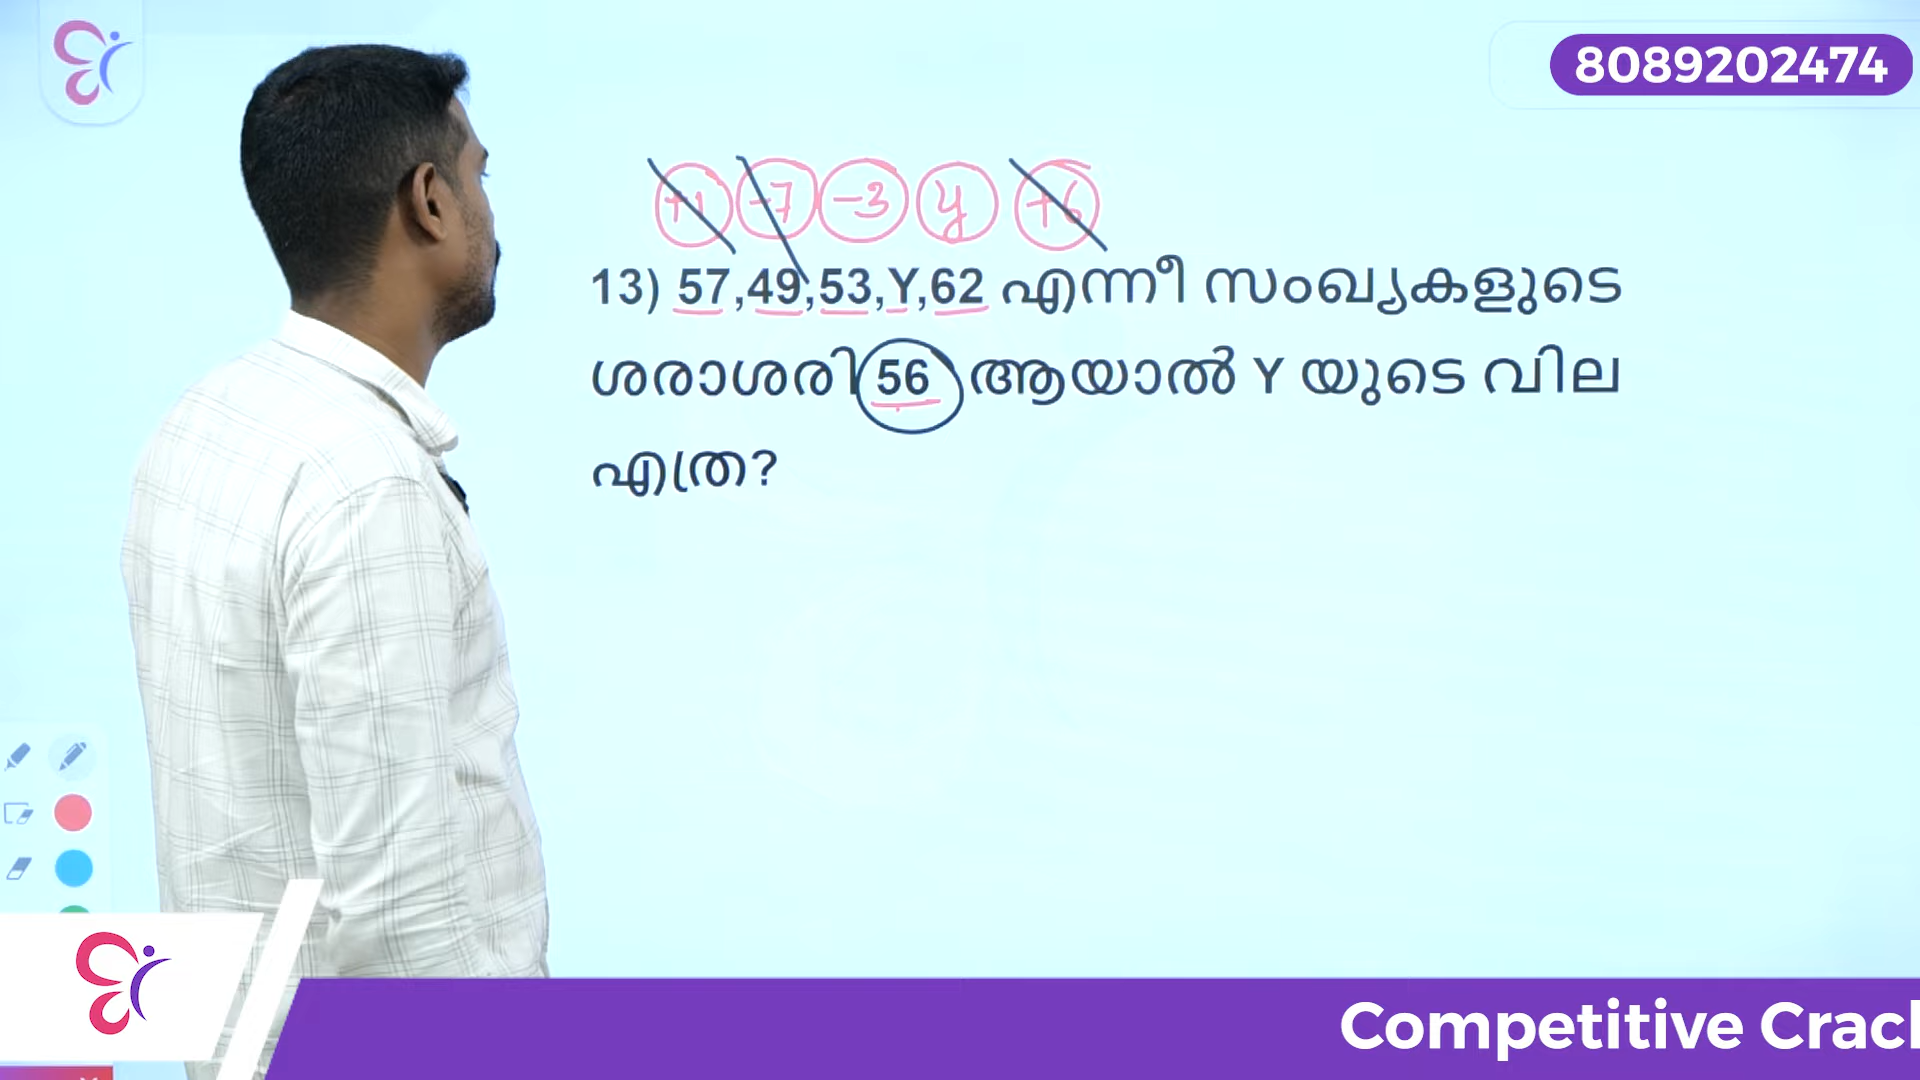 8089202474
+1 -7 -3 y +6
13) 57,49,53,Y,62 എന്നീ സംഖ്യകളുടെ
ശരാശരി 56 ആയാൽ Y യുടെ വില
എത്ര?
Competitive Crac